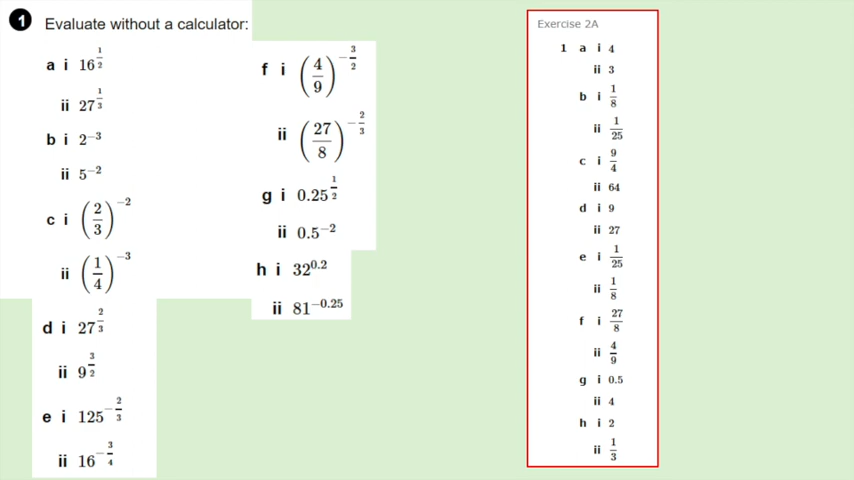 1 Evaluate without a calculator:
a i 16^(1/2)
ii 27^(1/3)
b i 2^(−3)
ii 5^(−2)
c i (2/3)^(−2)
ii (1/4)^(−3)
d i 27^(2/3)
ii 9^(3/2)
e i 125^(−2/3)
ii 16^(−3/4)
f i (4/9)^(−3/2)
ii (27/8)^(−2/3)
g i 0.25^(1/2)
ii 0.5^(−2)
h i 32^(0.2)
ii 81^(−0.25)
Exercise 2A
1 a i 4
ii 3
b i 1/8
ii 1/25
c i 9/4
ii 64
d i 9
ii 27
e i 1/25
ii 1/8
f i 27/8
ii 4/9
g i 0.5
ii 4
h i 2
ii 1/3